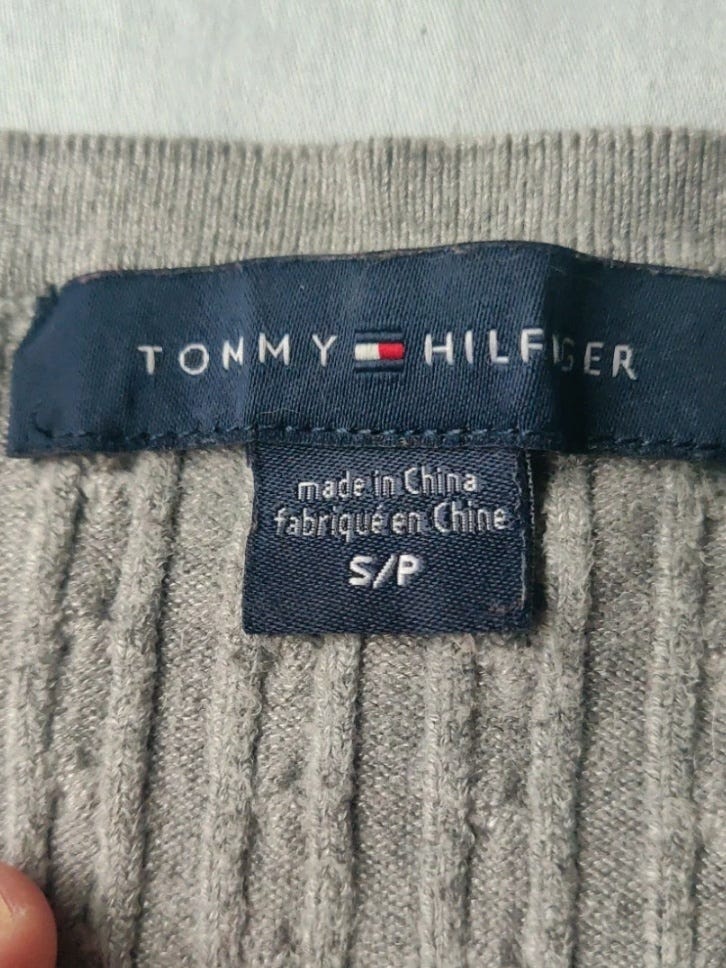 TOMMY HILFIGER
made in China
fabriqué en Chine
S/P